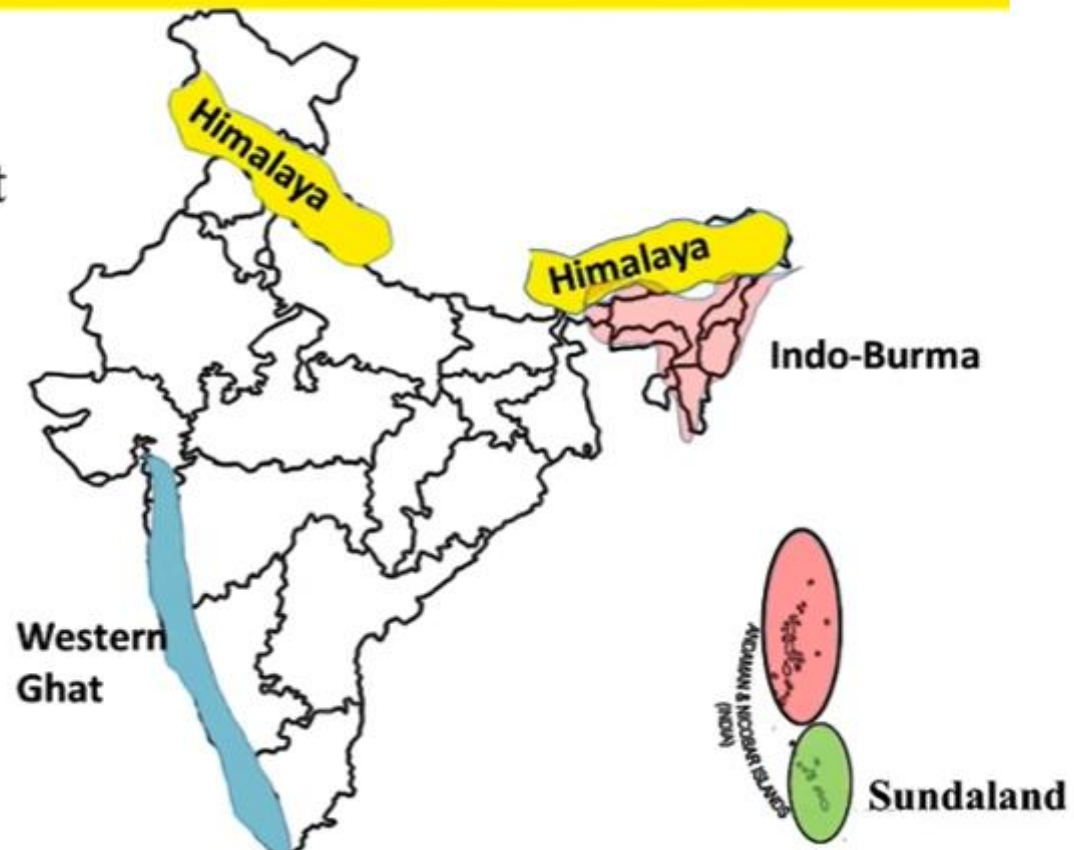 Himalaya
t
Himalaya
Indo-Burma
Western
Ghat
ANDAMAN & NICOBAR ISLANDS
(INDIA)
Sundaland